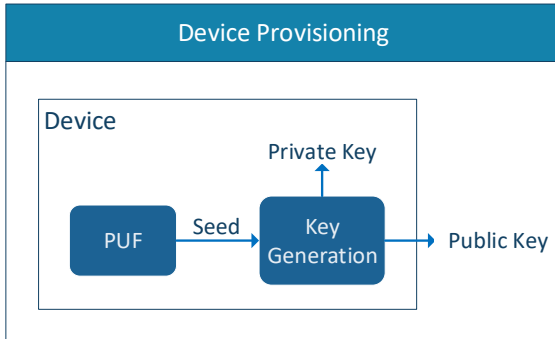 Device Provisioning
Device
Private Key
PUF
Seed
Key
Generation
Public Key